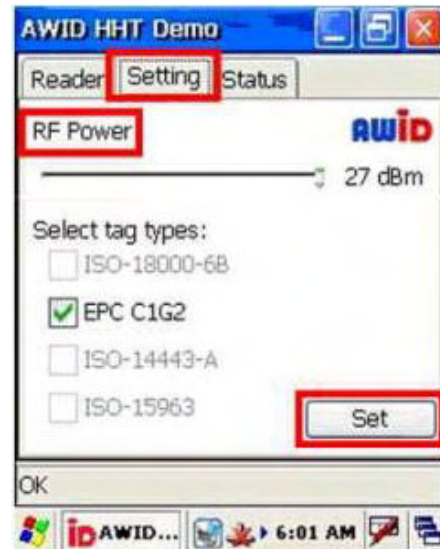 AWID HHT Demo
Reader Setting Status
RF Power AWiD
27 dBm
Select tag types:
ISO-18000-6B
EPC C1G2
ISO-14443-A
ISO-15963
Set
OK
iD AWID... 6:01 AM